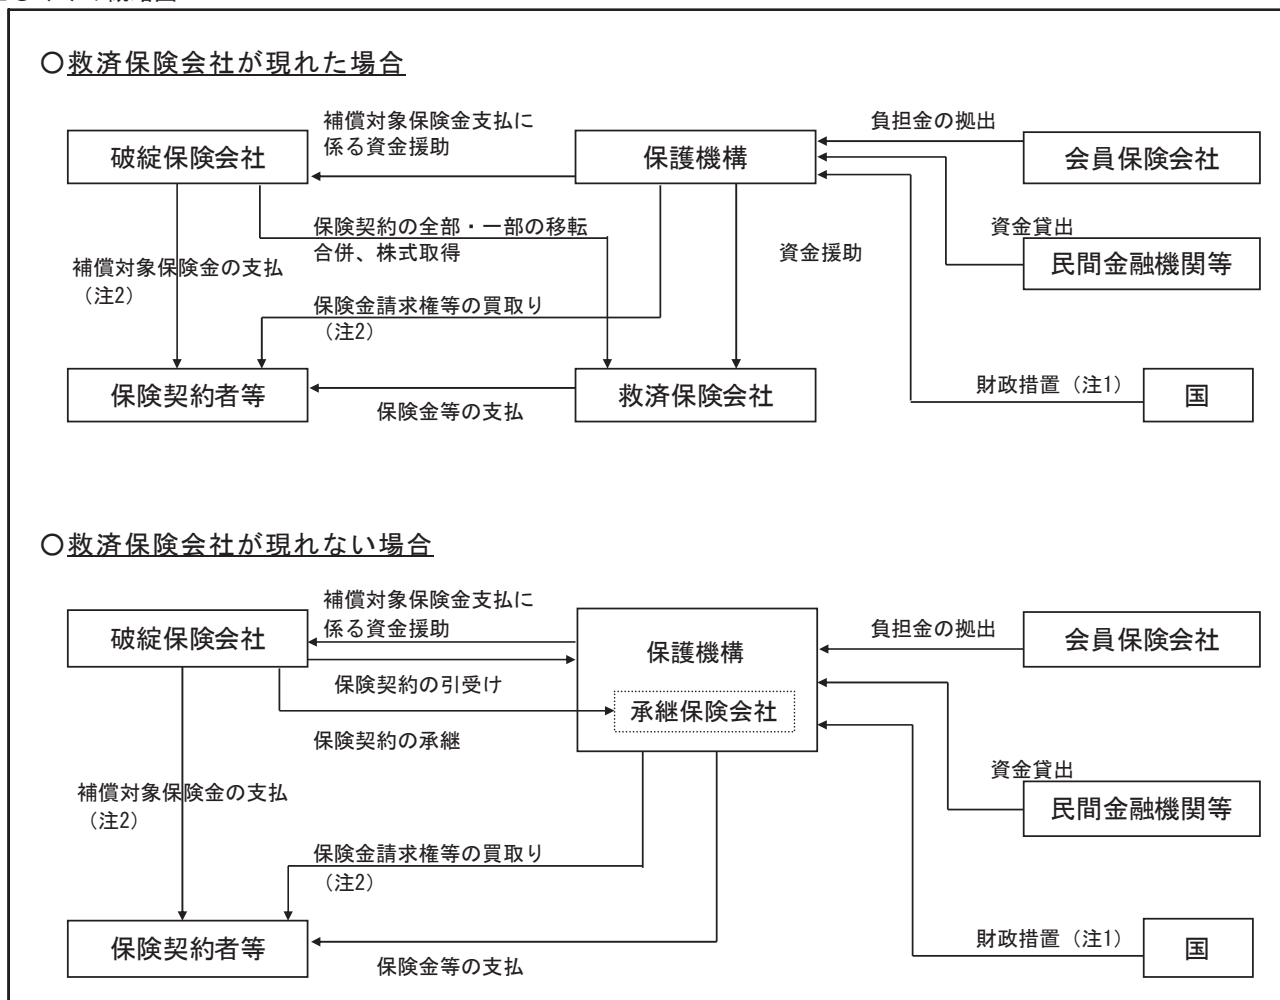 ○救済保険会社が現れた場合
補償対象保険金支払に
係る資金援助
負担金の拠出
破綻保険会社
保護機構
会員保険会社
保険契約の全部・一部の移転
合併、株式取得
資金援助
資金貸出
民間金融機関等
補償対象保険金の支払
（注2）
保険金請求権等の買取り
（注2）
財政措置（注1）
保険契約者等
救済保険会社
国
保険金等の支払
○救済保険会社が現れない場合
補償対象保険金支払に
係る資金援助
負担金の拠出
破綻保険会社
保護機構
会員保険会社
保険契約の引受け
承継保険会社
保険契約の承継
資金貸出
民間金融機関等
補償対象保険金の支払
（注2）
保険金請求権等の買取り
（注2）
財政措置（注1）
保険契約者等
国
保険金等の支払